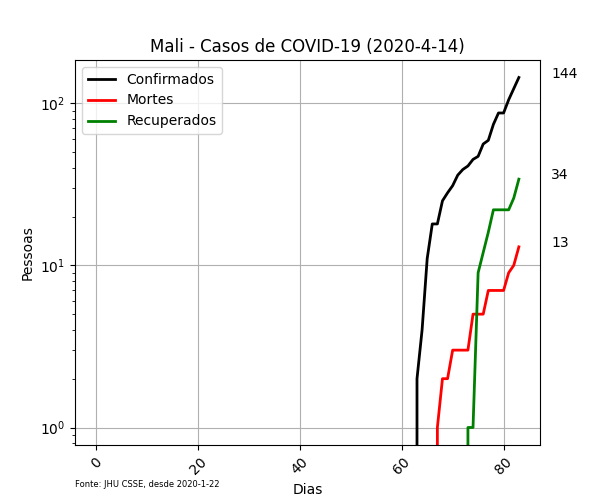 Mali - Casos de COVID-19 (2020-4-14)
Confirmados
Mortes
Recuperados
144
34
13
10²
10¹
10⁰
Pessoas
0
20
40
60
80
Dias
Fonte: JHU CSSE, desde 2020-1-22